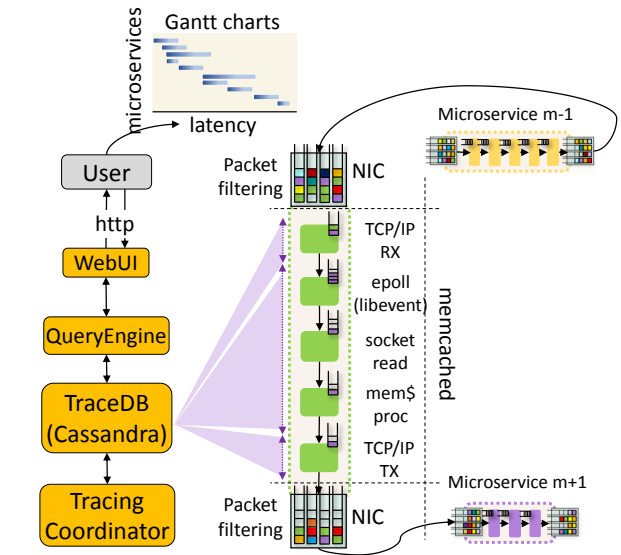 Gantt charts
microservices
latency
Microservice m-1
Packet
filtering
NIC
User
http
WebUI
QueryEngine
TraceDB
(Cassandra)
Tracing
Coordinator
TCP/IP
RX
epoll
(libevent)
socket
read
mem$
proc
TCP/IP
TX
memcached
Packet
filtering
NIC
Microservice m+1